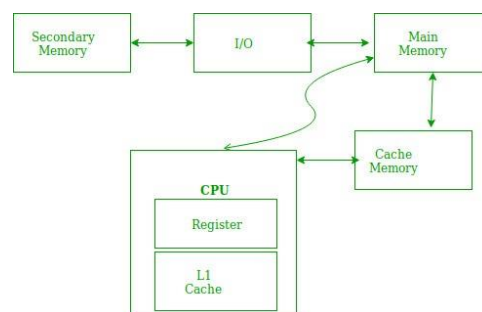 Secondary
Memory
I/O
Main
Memory
Cache
Memory
CPU
Register
L1
Cache